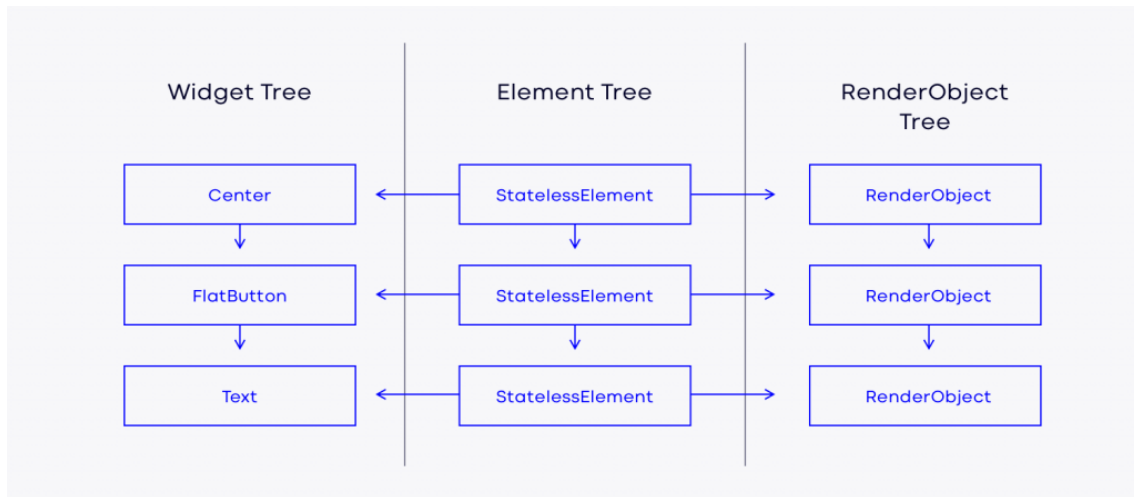 Widget Tree
Element Tree
RenderObject
Tree
Center
StatelessElement
RenderObject
FlatButton
StatelessElement
RenderObject
Text
StatelessElement
RenderObject